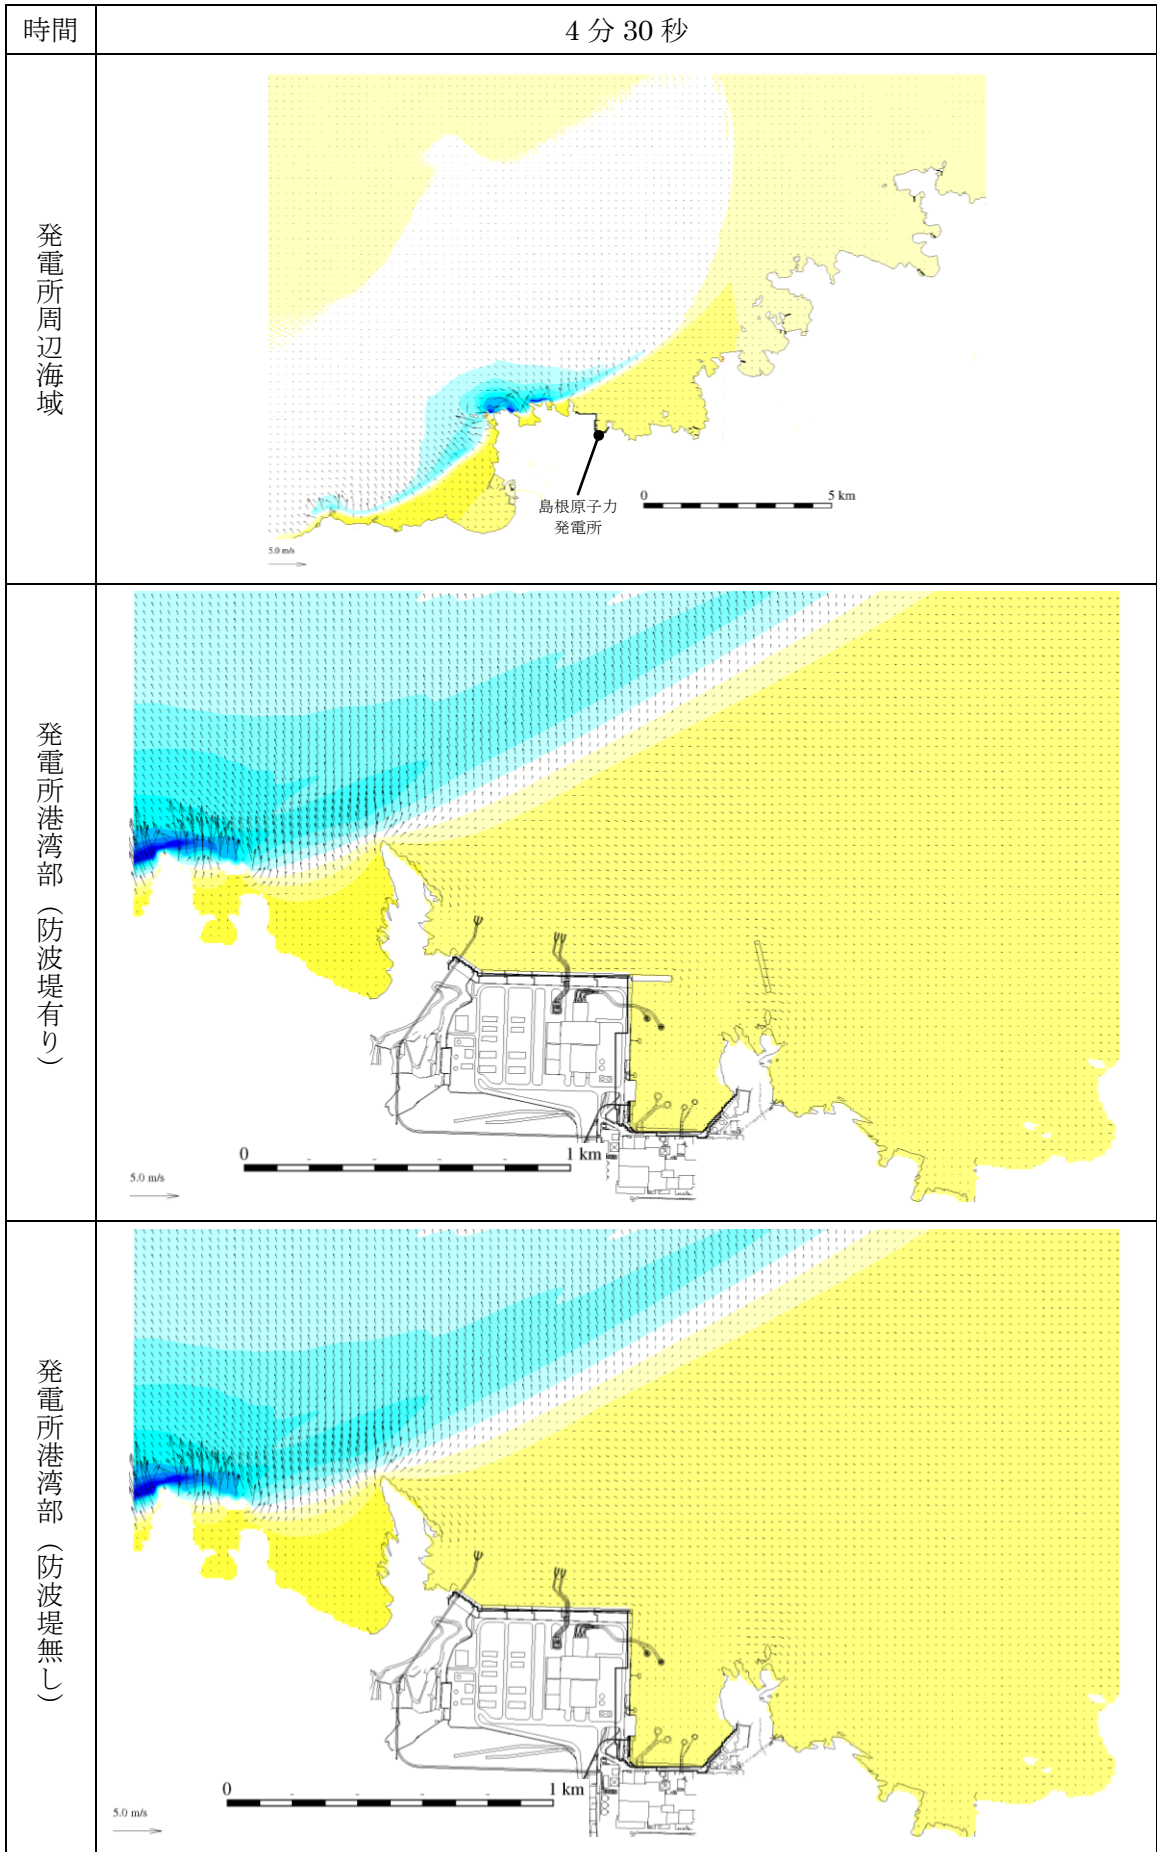 時間
4分30秒
発電所周辺海域
島根原子力
発電所
0
5 km
5.0 m/s
発電所港湾部（防波堤有り）
0
1 km
5.0 m/s
発電所港湾部（防波堤無し）
0
1 km
5.0 m/s